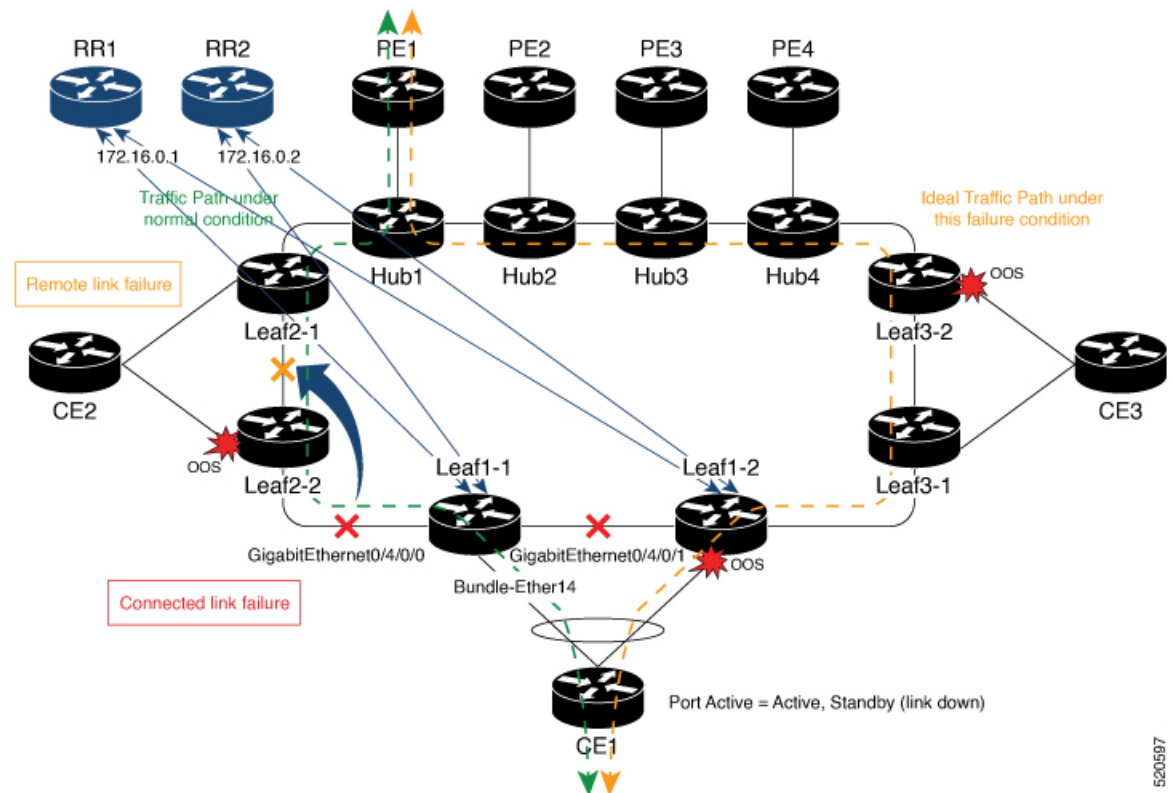 RR1
RR2
PE1
PE2
PE3
PE4
172.16.0.1
172.16.0.2
Traffic Path under
normal condition
Ideal Traffic Path under
this failure condition
Hub1
Hub2
Hub3
Hub4
Remote link failure
OOS
Leaf2-1
Leaf3-2
CE2
CE3
OOS
Leaf2-2
Leaf1-1
Leaf1-2
Leaf3-1
GigabitEthernet0/4/0/0
GigabitEthernet0/4/0/1
OOS
Bundle-Ether14
Connected link failure
Port Active = Active, Standby (link down)
CE1
520597